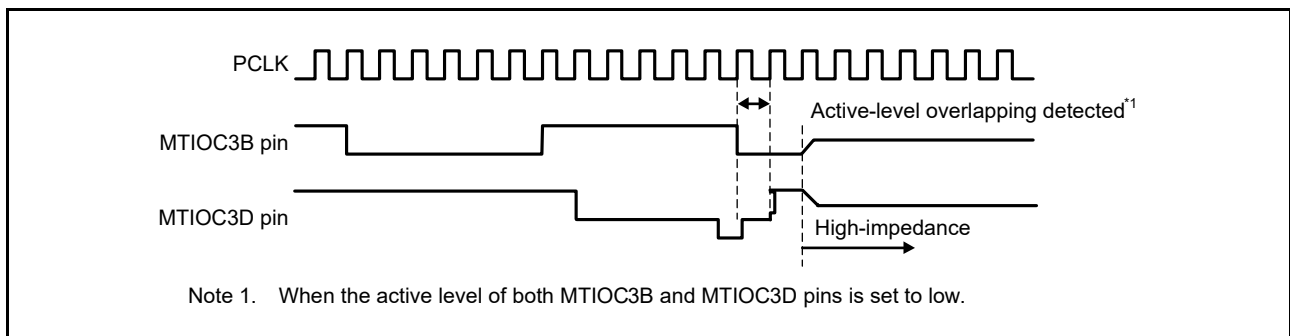 PCLK
Active-level overlapping detected*1
MTIOC3B pin
MTIOC3D pin
High-impedance
Note 1. When the active level of both MTIOC3B and MTIOC3D pins is set to low.